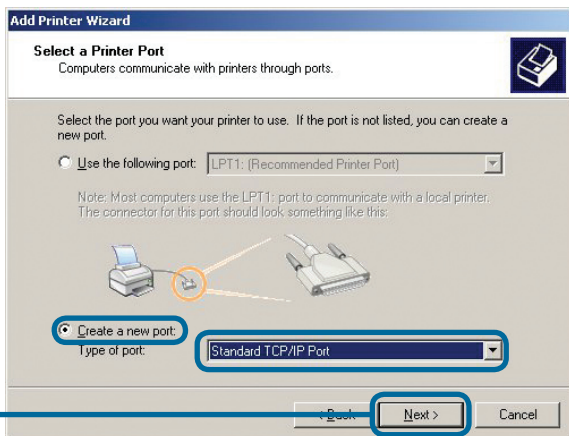 Add Printer Wizard
Select a Printer Port
Computers communicate with printers through ports.
Select the port you want your printer to use. If the port is not listed, you can create a
new port.
Use the following port: LPT1: (Recommended Printer Port)
Note: Most computers use the LPT1: port to communicate with a local printer.
The connector for this port should look something like this:
Create a new port:
Type of port: Standard TCP/IP Port
< Back Next > Cancel